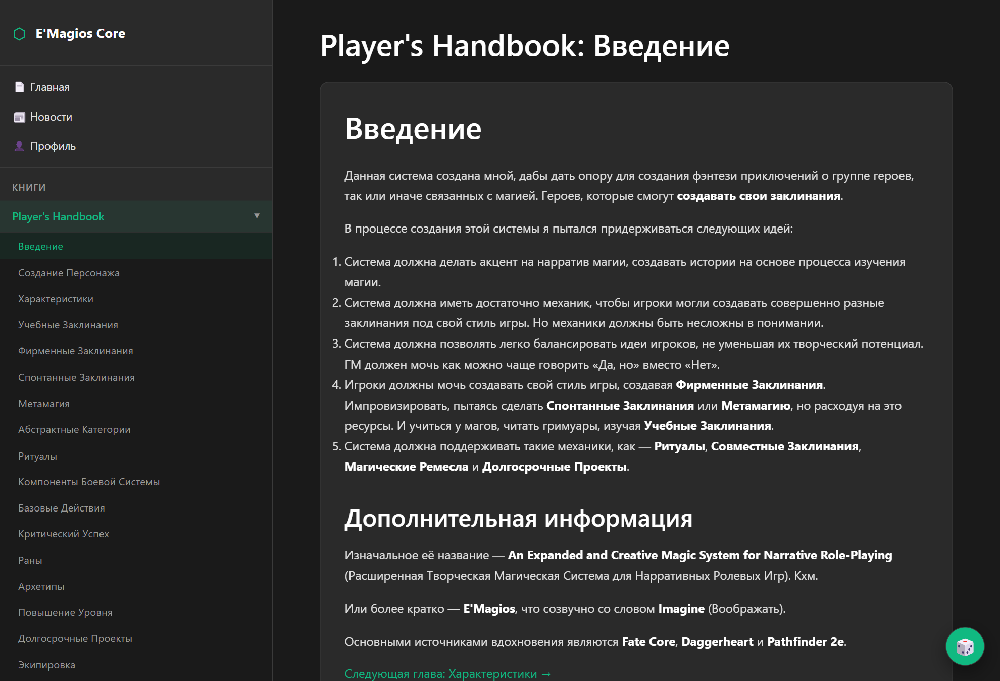 E'Magios Core
Главная
Новости
Профиль
КНИГИ
Player's Handbook
Введение
Создание Персонажа
Характеристики
Учебные Заклинания
Фирменные Заклинания
Спонтанные Заклинания
Метамагия
Абстрактные Категории
Ритуалы
Компоненты Боевой Системы
Базовые Действия
Критический Успех
Раны
Архетипы
Повышение Уровня
Долгосрочные Проекты
Экипировка
Player's Handbook: Введение
Введение
Данная система создана мной, дабы дать опору для создания фэнтези приключений о группе героев,
так или иначе связанных с магией. Героев, которые смогут создавать свои заклинания.
В процессе создания этой системы я пытался придерживаться следующих идей:
1. Система должна делать акцент на нарратив магии, создавать истории на основе процесса изучения
магии.
2. Система должна иметь достаточно механик, чтобы игроки могли создавать совершенно разные
заклинания под свой стиль игры. Но механики должны быть несложны в понимании.
3. Система должна позволять легко балансировать идеи игроков, не уменьшая их творческий потенциал.
ГМ должен мочь как можно чаще говорить «Да, но» вместо «Нет».
4. Игроки должны мочь создавать свой стиль игры, создавая Фирменные Заклинания.
Импровизировать, пытаясь сделать Спонтанные Заклинания или Метамагию, но расходуя на это
ресурсы. И учиться у магов, читать гримуары, изучая Учебные Заклинания.
5. Система должна поддерживать такие механики, как — Ритуалы, Совместные Заклинания,
Магические Ремесла и Долгосрочные Проекты.
Дополнительная информация
Изначальное её название — An Expanded and Creative Magic System for Narrative Role-Playing
(Расширенная Творческая Магическая Система для Нарративных Ролевых Игр). Кхм.
Или более кратко — E'Magios, что созвучно со словом Imagine (Воображать).
Основными источниками вдохновения являются Fate Core, Daggerheart и Pathfinder 2e.
Следующая глава: Характеристики →